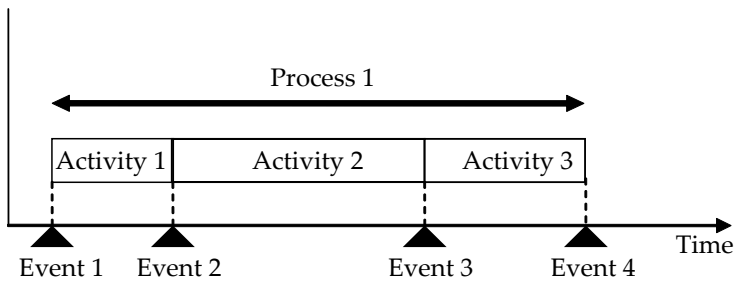 Process 1
Activity 1
Activity 2
Activity 3
Time
Event 1
Event 2
Event 3
Event 4